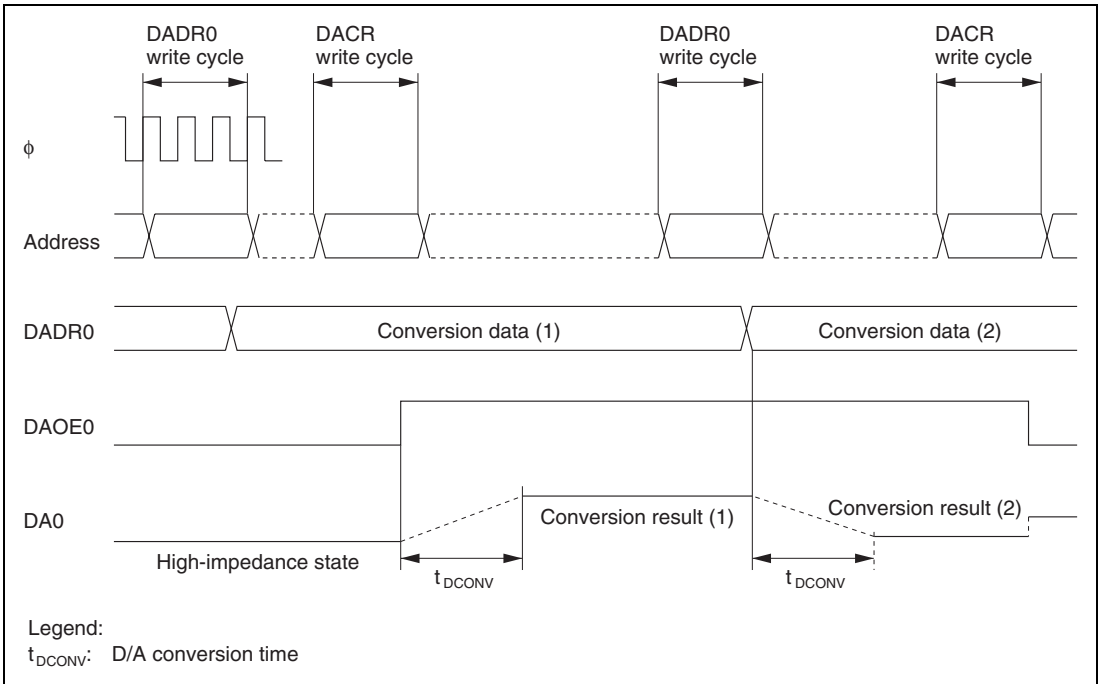 DADR0
write cycle
DACR
write cycle
DADR0
write cycle
DACR
write cycle
ϕ
Address
DADR0
Conversion data (1)
Conversion data (2)
DAOE0
DA0
Conversion result (1)
Conversion result (2)
High-impedance state
tDCONV
tDCONV
Legend:
tDCONV: D/A conversion time